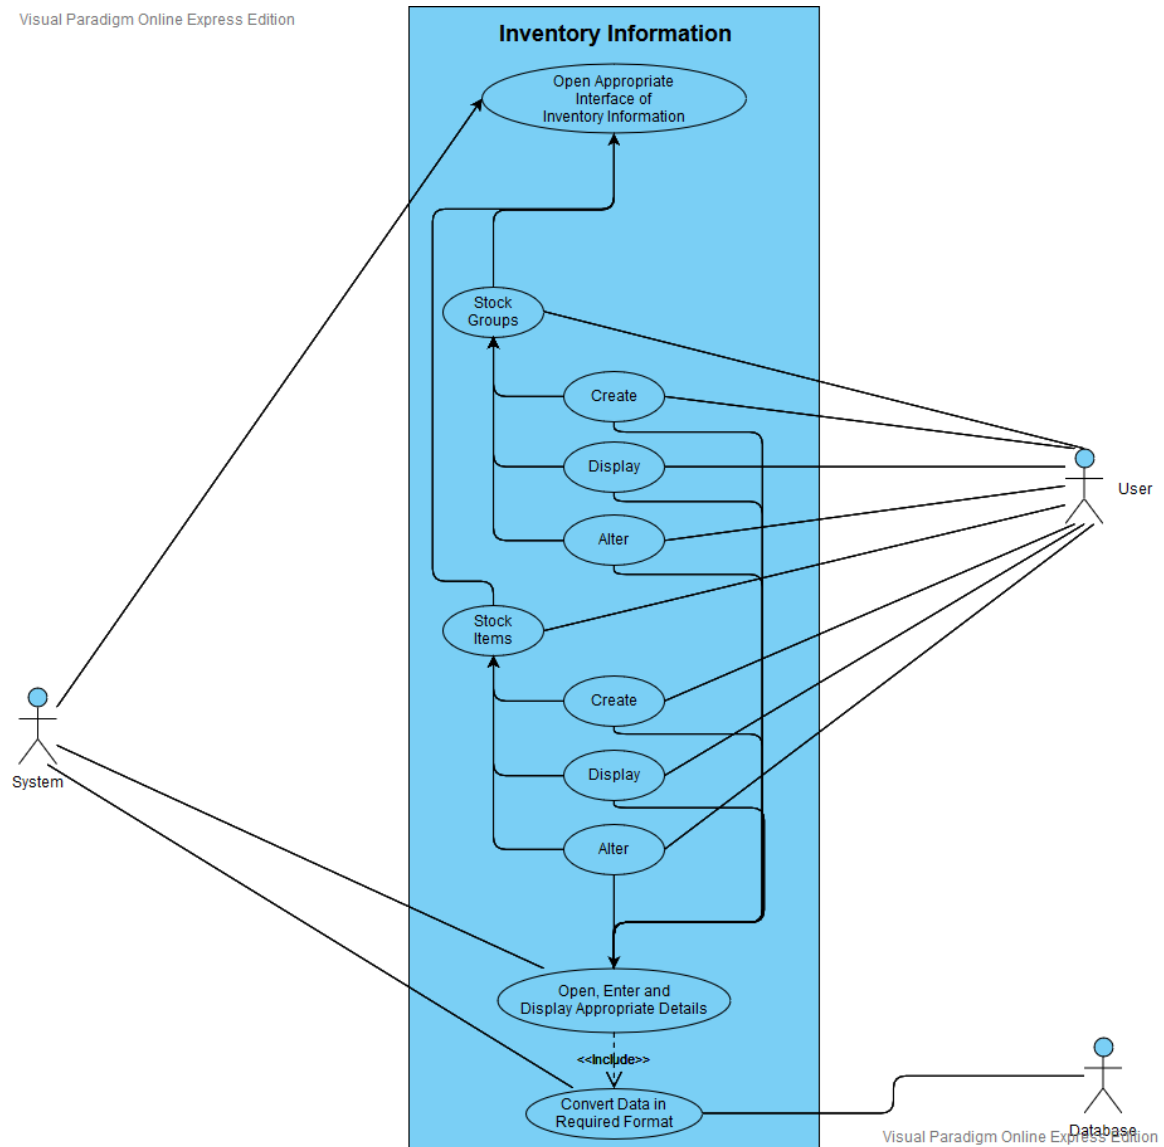 Visual Paradigm Online Express Edition
Inventory Information
Open Appropriate
Interface of
Inventory Information
Stock
Groups
Create
Display
User
Alter
Stock
Items
Create
Display
System
Alter
Open, Enter and
Display Appropriate Details
<<Include>>
Convert Data in
Required Format
Database
Visual Paradigm Online Express Edition